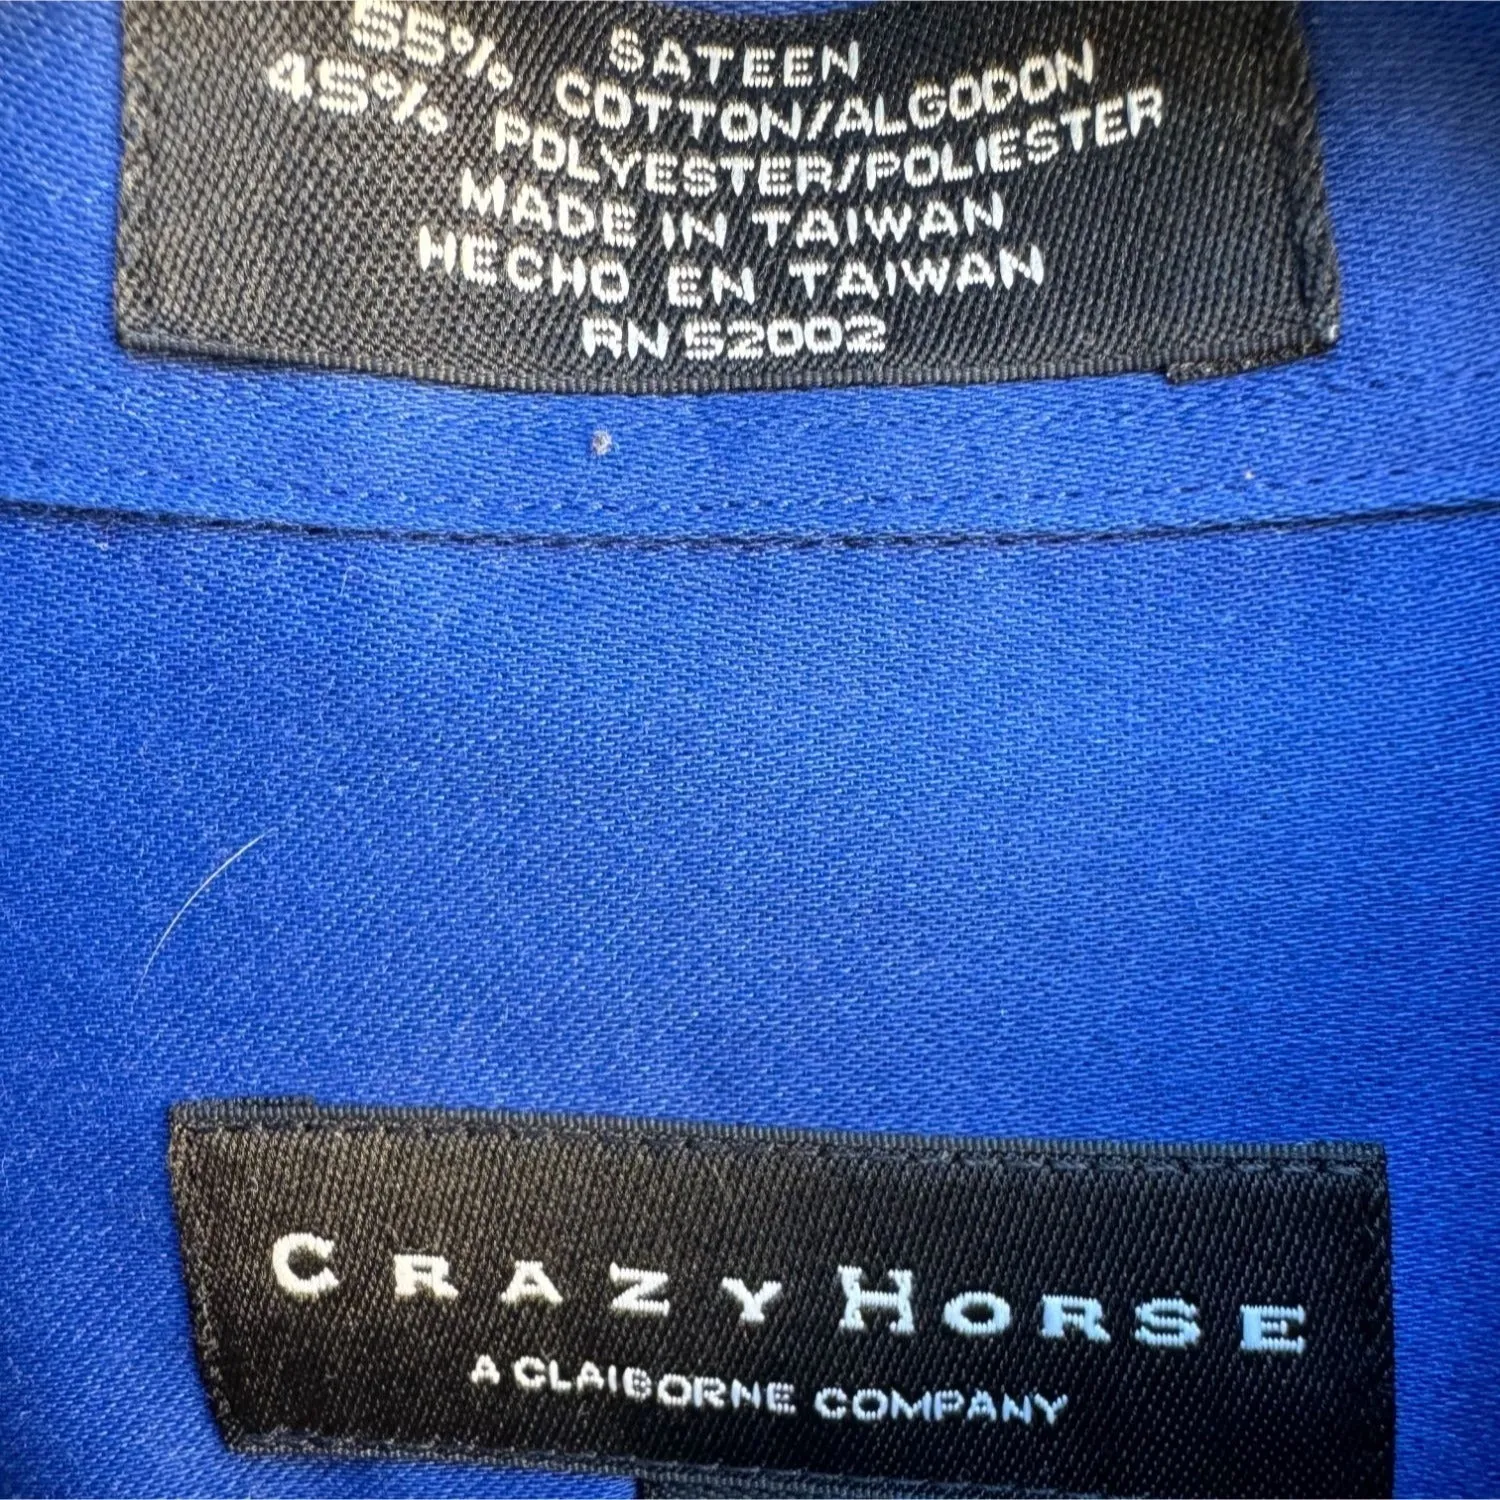 SATEEN
55% COTTON/ALGODON
45% POLYESTER/POLIESTER
MADE IN TAIWAN
HECHO EN TAIWAN
RN 52002
CRAZY HORSE
A CLAIBORNE COMPANY